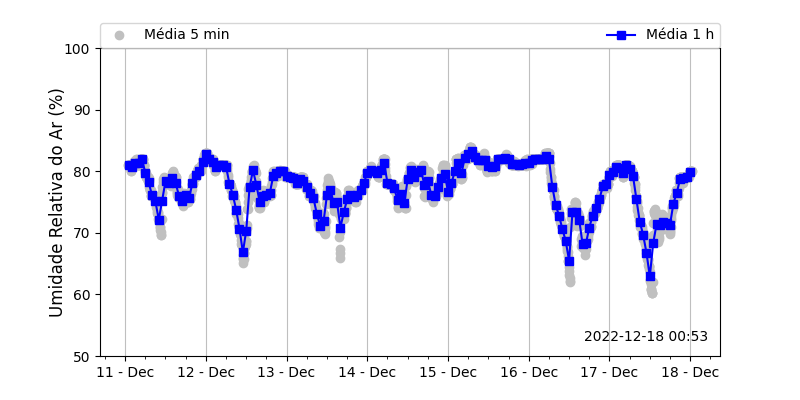 Média 5 min
Média 1 h
Umidade Relativa do Ar (%)
100
90
80
70
60
50
2022-12-18 00:53
11 - Dec
12 - Dec
13 - Dec
14 - Dec
15 - Dec
16 - Dec
17 - Dec
18 - Dec